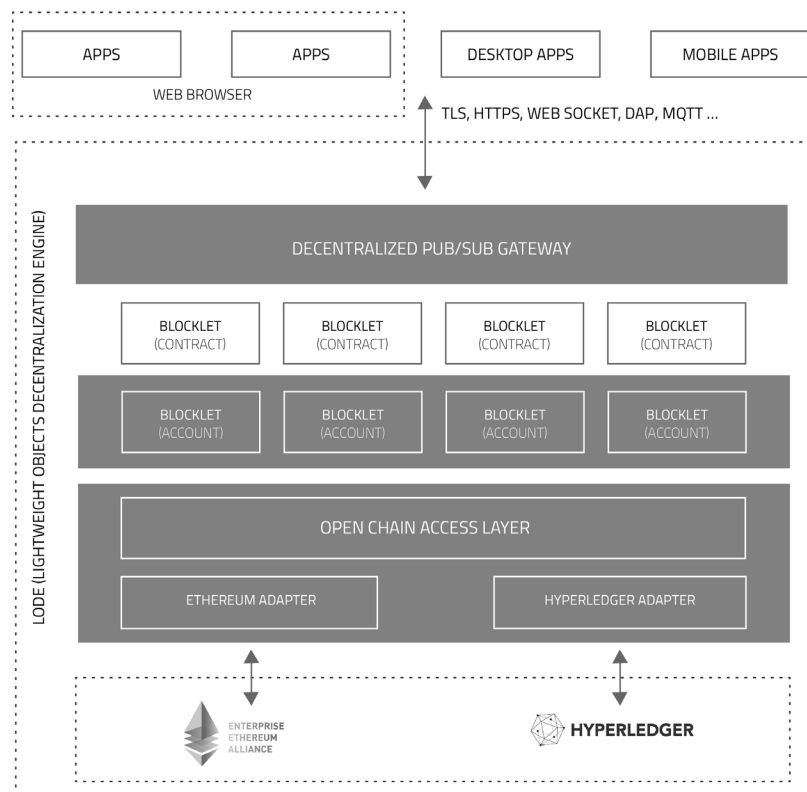 APPS
APPS
DESKTOP APPS
MOBILE APPS
WEB BROWSER
TLS, HTTPS, WEB SOCKET, DAP, MQTT ...
LODE (LIGHTWEIGHT OBJECTS DECENTRALIZATION ENGINE)
DECENTRALIZED PUB/SUB GATEWAY
BLOCKLET
(CONTRACT)
BLOCKLET
(CONTRACT)
BLOCKLET
(CONTRACT)
BLOCKLET
(CONTRACT)
BLOCKLET
(ACCOUNT)
BLOCKLET
(ACCOUNT)
BLOCKLET
(ACCOUNT)
BLOCKLET
(ACCOUNT)
OPEN CHAIN ACCESS LAYER
ETHEREUM ADAPTER
HYPERLEDGER ADAPTER
ENTERPRISE
ETHEREUM
ALLIANCE
HYPERLEDGER